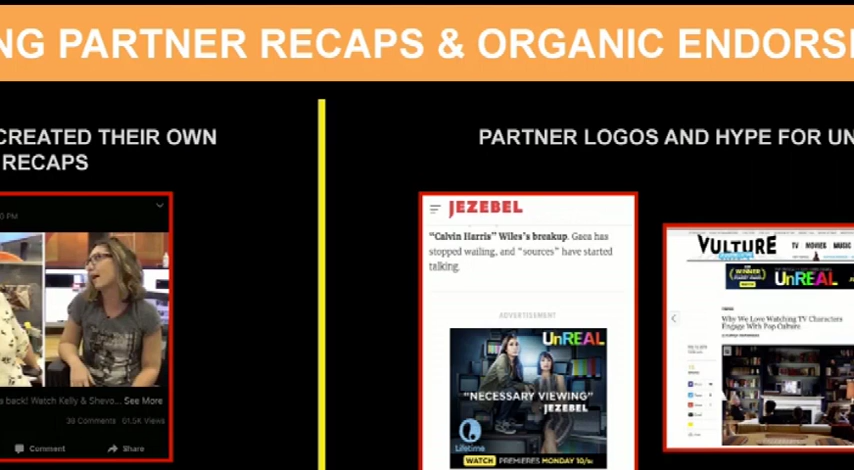 NG PARTNER RECAPS & ORGANIC ENDORS
CREATED THEIR OWN
RECAPS
PM
a back! Watch Kelly & Shevo... See More
39 Comments
Views
Comment
Share
PARTNER LOGOS AND HYPE FOR UN
JEZEBEL
“Calvin Harris” Wiles's breakup. Gaea has
stopped wailing, and “sources” have started
talking.
ADVERTISEMENT
UnREAL
"NECESSARY VIEWING"
JEZEBEL
Lifetime
WATCH PREMIERES MONDAY 10/9c
VULTURE
TV MOVIES MUSIC
WINNER
UnREAL
Why We Love Watching TV Characters
Engage With Pop Culture